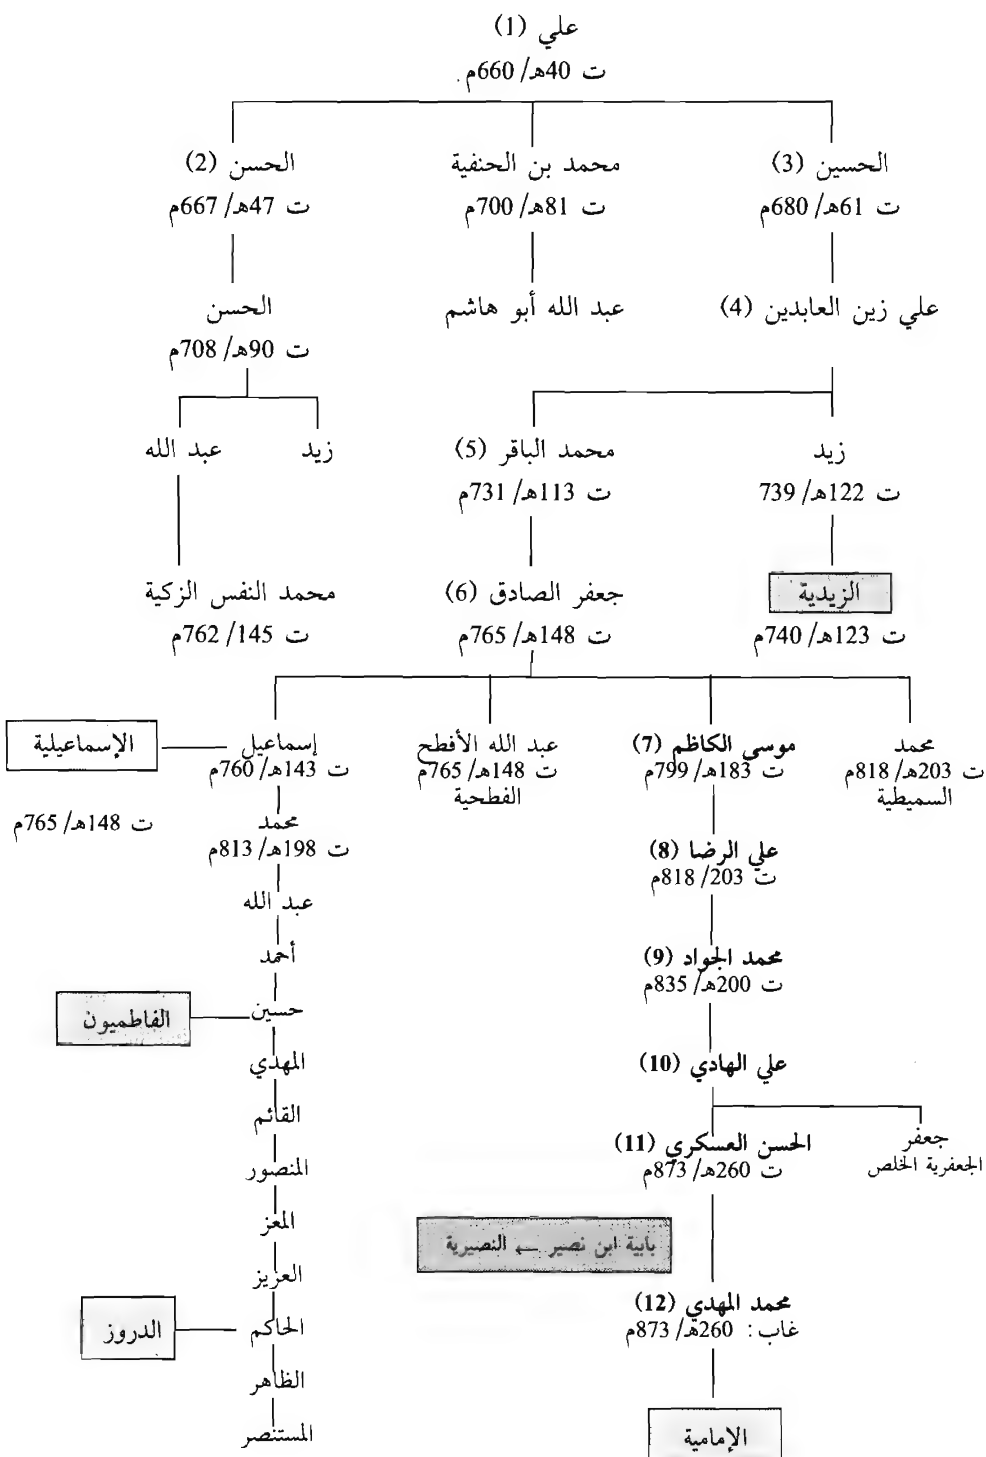 علي (1)
ت 40هـ/ 660م
الحسين (3)
ت 61هـ/ 680م
محمد بن الحنفية
ت 81هـ/ 700م
الحسن (2)
ت 47هـ/ 667م
علي زين العابدين (4)
عبد الله أبو هاشم
الحسن
ت 90هـ/ 708م
زيد
ت 122هـ/ 739
محمد الباقر (5)
ت 113هـ/ 731م
زيد
عبد الله
الزيدية
ت 123هـ/ 740م
جعفر الصادق (6)
ت 148هـ/ 765م
محمد النفس الزكية
ت 145/ 762م
محمد
ت 203هـ/ 818م
السميطية
موسى الكاظم (7)
ت 183هـ/ 799م
عبد الله الأفطح
ت 148هـ/ 765م
الفطحية
إسماعيل
ت 143هـ/ 760م
الإسماعيلية
ت 148هـ/ 765م
محمد
ت 198هـ/ 813م
علي الرضا (8)
ت 203/ 818م
عبد الله
محمد الجواد (9)
ت 200هـ/ 835م
أحمد
حسين
الفاطميون
علي الهادي (10)
المهدي
القائم
جعفر
الجعفرية الخلص
الحسن العسكري (11)
ت 260هـ/ 873م
المنصور
المعز
بابية ابن نصير ← النصيرية
العزيز
محمد المهدي (12)
غاب: 260هـ/ 873م
الحاكم
الدروز
الظاهر
المستنصر
الإمامية